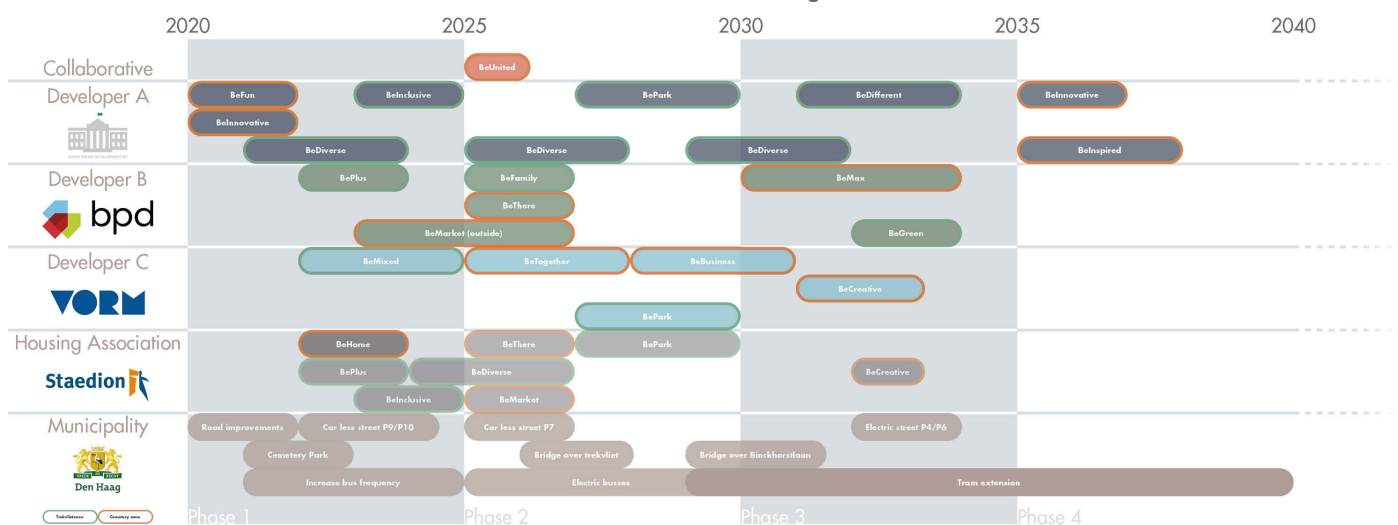 2020 2025 2030 2035 2040
Collaborative
BeUnited
Developer A
BeFun BeInclusive BePark BeDifferent BeInnovative
BeInnovative
BeDiverse BeDiverse BeDiverse BeInspired
Developer B
BePlus BeFamily BeMax
bpd
BeThere
BeMarket (outside) BeGreen
Developer C
BeMixed BeTogether BeBusiness
VORM
BeCreative
BePark
Housing Association
BeHome BeThere BePark
Staedion
BePlus BeDiverse BeCreative
BeInclusive BeMarket
Municipality
Road improvements Car less street P9/P10 Car less street P7 Electric street P4/P6
Cemetery Park Bridge over trekvliet Bridge over Binckhorstlaan
Den Haag
Increase bus frequency Electric busses Tram extension
Cemetery zone
Phase 1 Phase 2 Phase 3 Phase 4